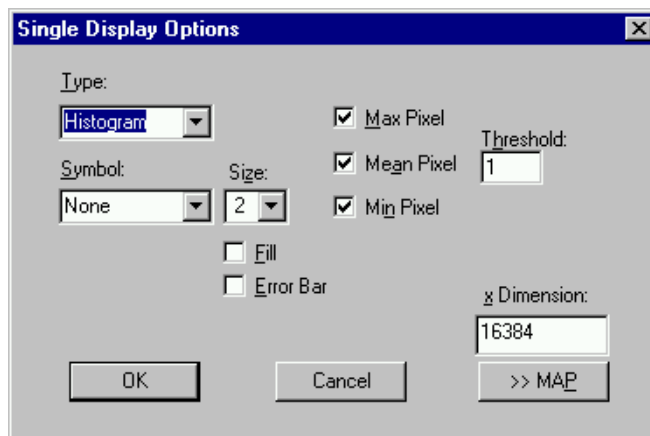 Single Display Options
Type:
Histogram
Max Pixel
Threshold:
Mean Pixel
1
Symbol:
Size:
None
2
Min Pixel
Fill
Error Bar
x Dimension:
16384
OK
Cancel
>> MAP